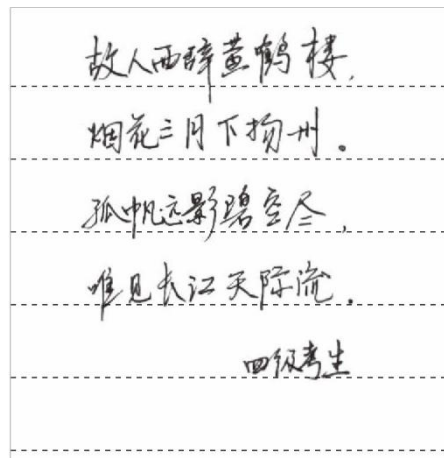 故人西辞黄鹤楼,
烟花三月下扬州。
孤帆远影碧空尽,
唯见长江天际流.
四级考生